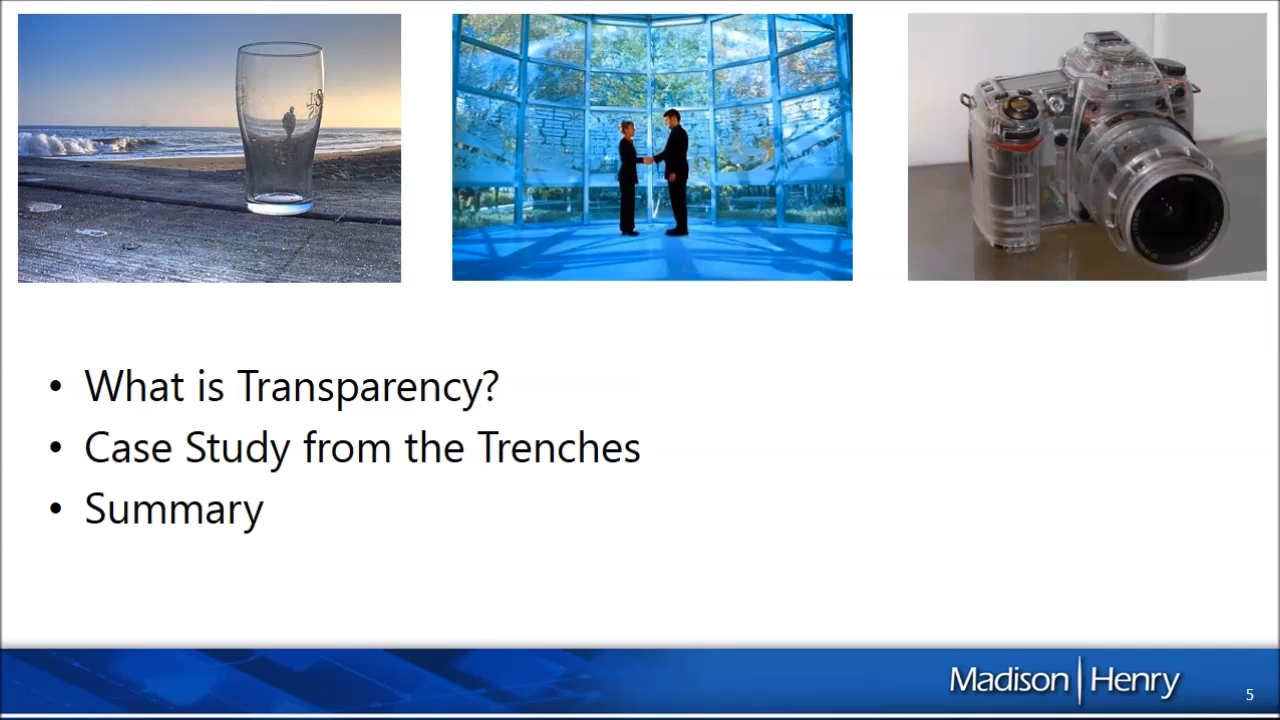 What is Transparency?
Case Study from the Trenches
Summary
Madison Henry
5